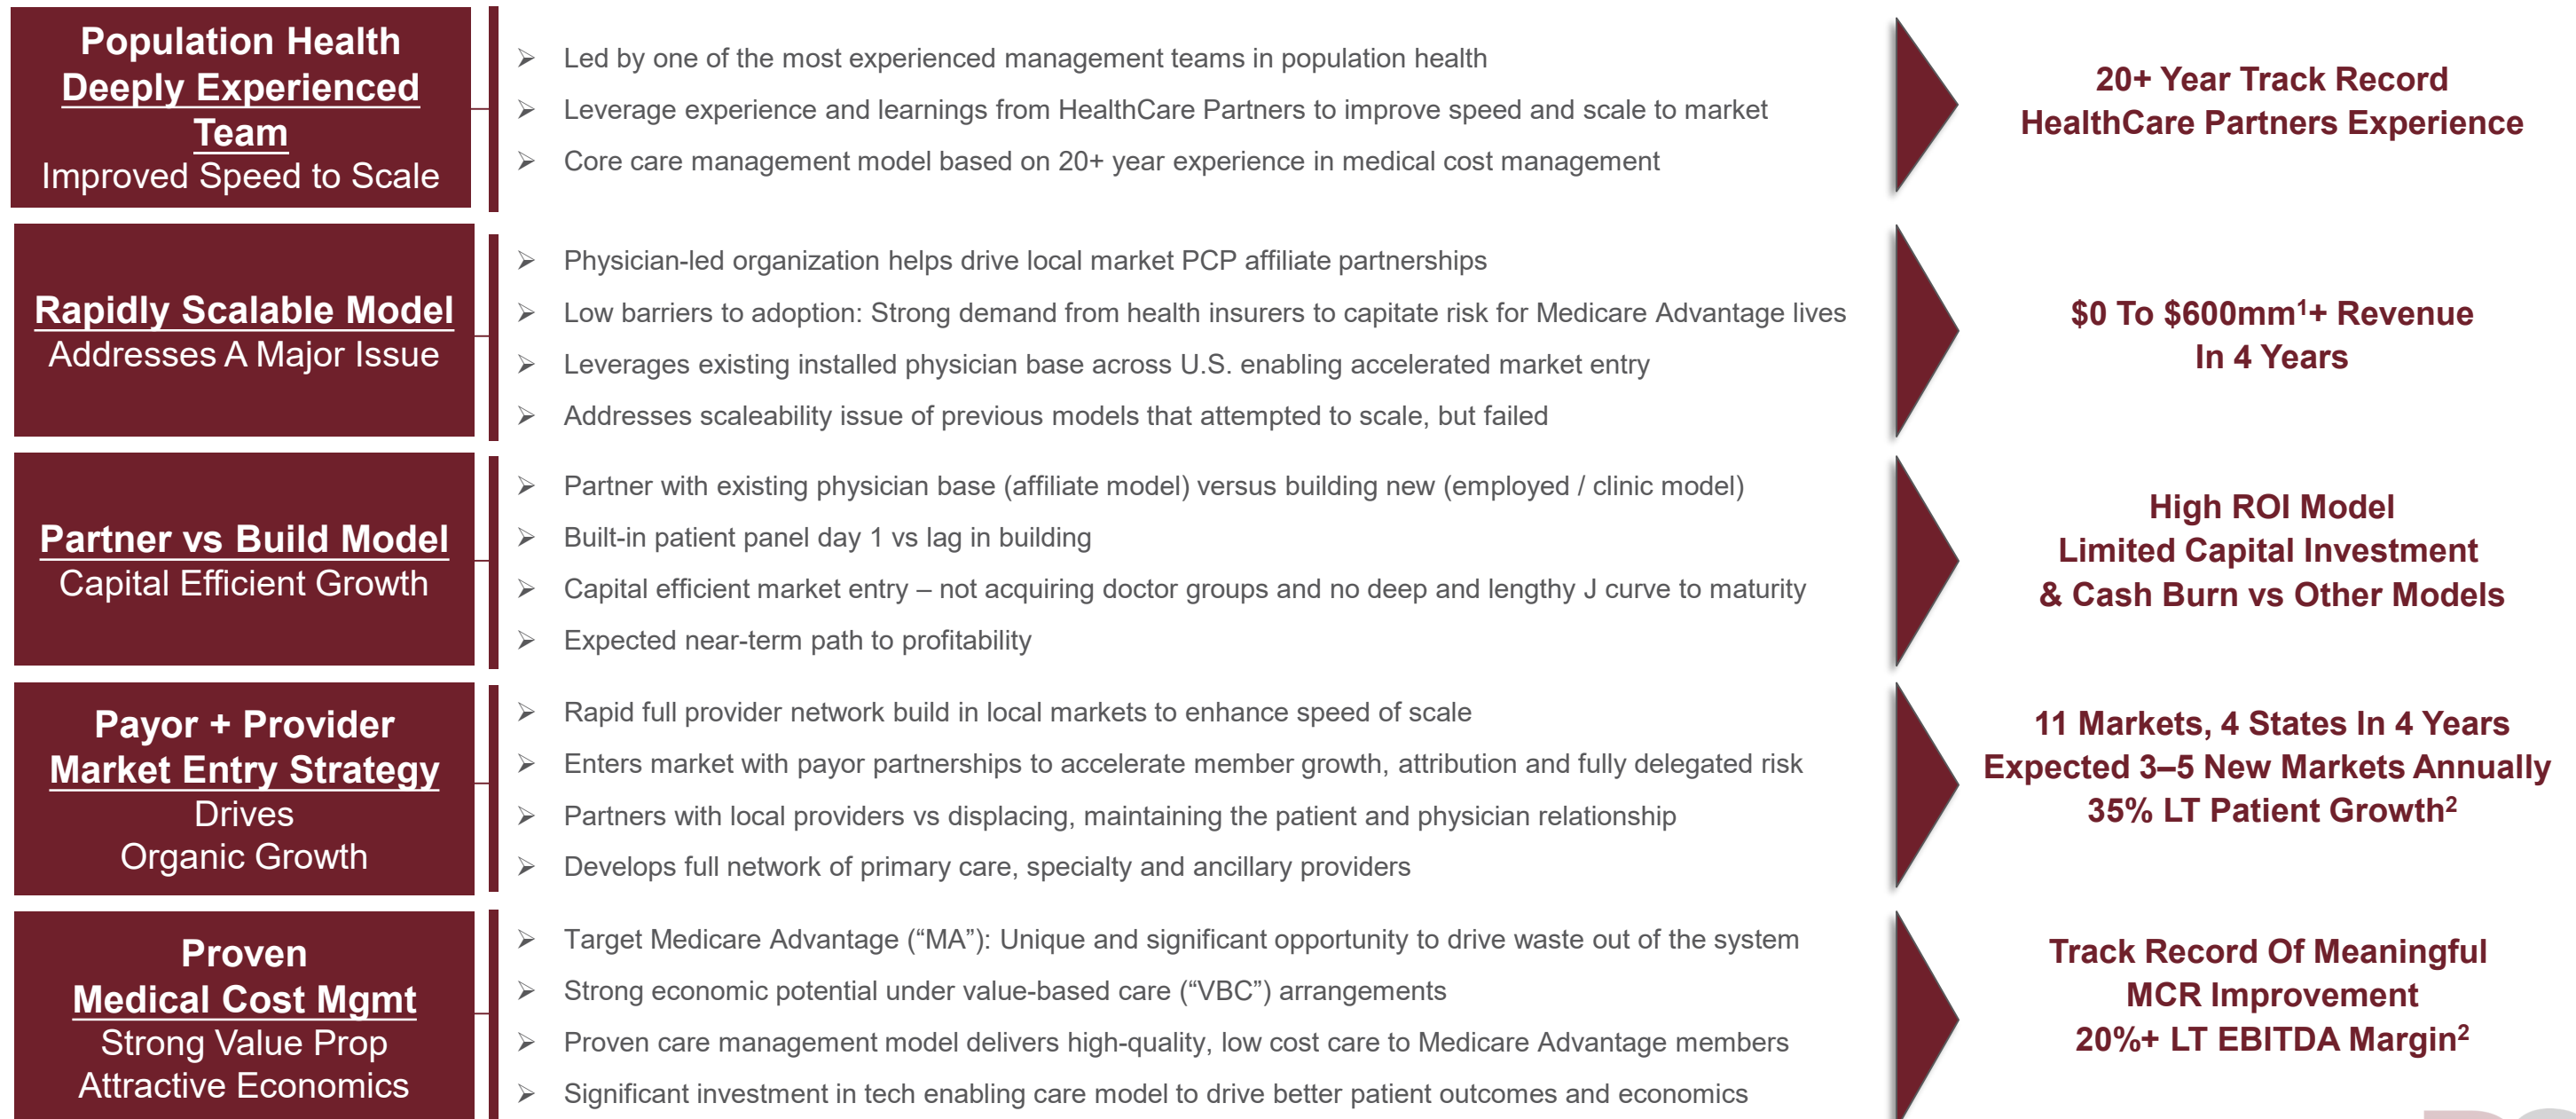 Population Health
Deeply Experienced
Team
Improved Speed to Scale
➢ Led by one of the most experienced management teams in population health
➢ Leverage experience and learnings from HealthCare Partners to improve speed and scale to market
➢ Core care management model based on 20+ year experience in medical cost management
20+ Year Track Record
HealthCare Partners Experience
Rapidly Scalable Model
Addresses A Major Issue
➢ Physician-led organization helps drive local market PCP affiliate partnerships
➢ Low barriers to adoption: Strong demand from health insurers to capitate risk for Medicare Advantage lives
➢ Leverages existing installed physician base across U.S. enabling accelerated market entry
➢ Addresses scaleability issue of previous models that attempted to scale, but failed
$0 To $600mm¹+ Revenue
In 4 Years
Partner vs Build Model
Capital Efficient Growth
➢ Partner with existing physician base (affiliate model) versus building new (employed / clinic model)
➢ Built-in patient panel day 1 vs lag in building
➢ Capital efficient market entry – not acquiring doctor groups and no deep and lengthy J curve to maturity
➢ Expected near-term path to profitability
High ROI Model
Limited Capital Investment
& Cash Burn vs Other Models
Payor + Provider
Market Entry Strategy
Drives
Organic Growth
➢ Rapid full provider network build in local markets to enhance speed of scale
➢ Enters market with payor partnerships to accelerate member growth, attribution and fully delegated risk
➢ Partners with local providers vs displacing, maintaining the patient and physician relationship
➢ Develops full network of primary care, specialty and ancillary providers
11 Markets, 4 States In 4 Years
Expected 3–5 New Markets Annually
35% LT Patient Growth²
Proven
Medical Cost Mgmt
Strong Value Prop
Attractive Economics
➢ Target Medicare Advantage (“MA”): Unique and significant opportunity to drive waste out of the system
➢ Strong economic potential under value-based care (“VBC”) arrangements
➢ Proven care management model delivers high-quality, low cost care to Medicare Advantage members
➢ Significant investment in tech enabling care model to drive better patient outcomes and economics
Track Record Of Meaningful
MCR Improvement
20%+ LT EBITDA Margin²